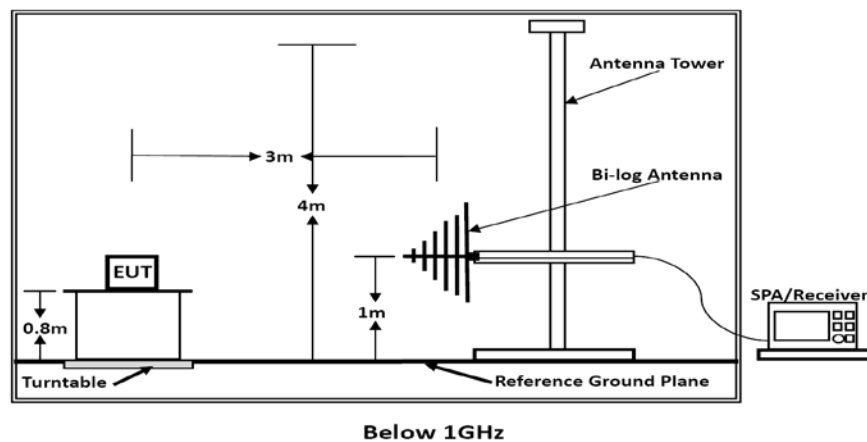 Antenna Tower
3m
Bi-log Antenna
4m
EUT
SPA/Receiver
0.8m
1m
Turntable
Reference Ground Plane
Below 1GHz